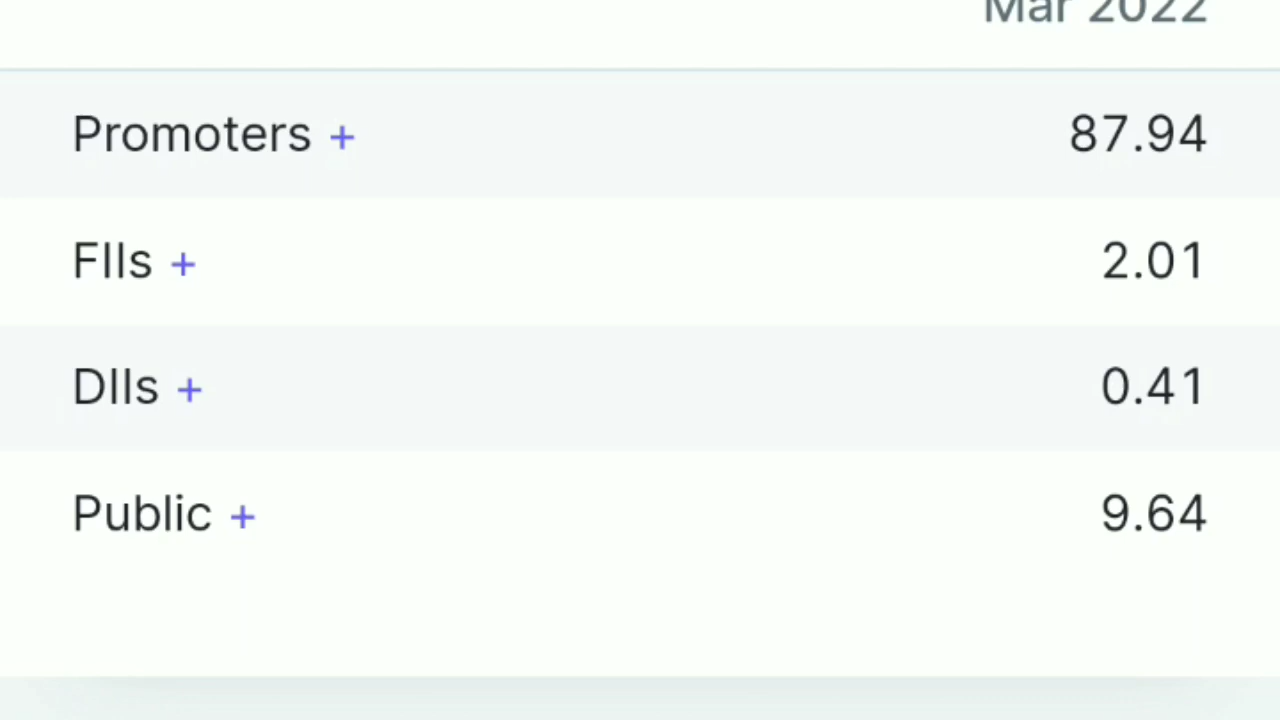 Mar 2022
Promoters + 87.94
FIIs + 2.01
DIIs + 0.41
Public + 9.64